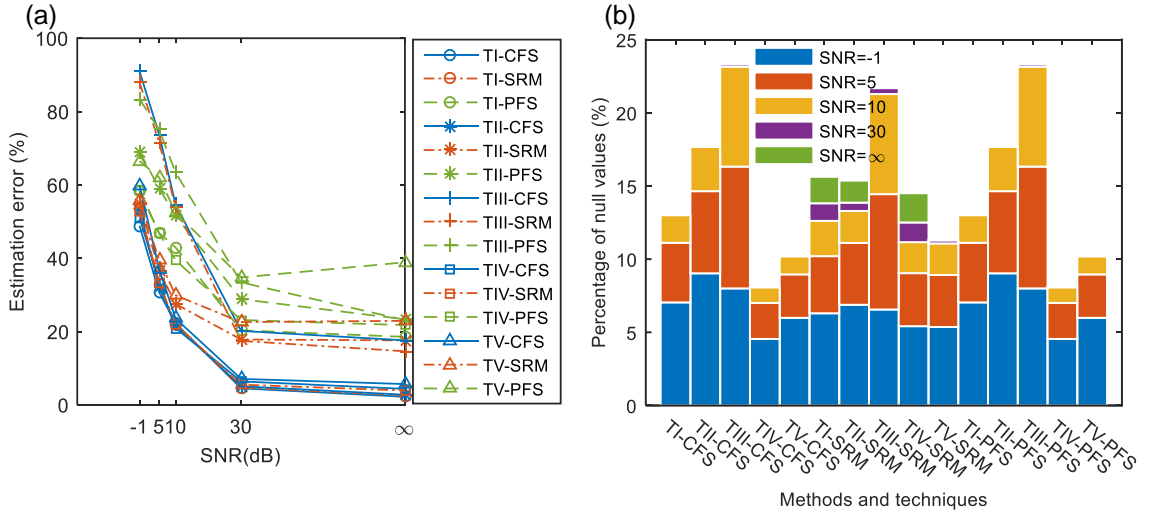 (a)
Estimation error (%)
100
80
60
40
20
0
-1 5 10 30 ∞
SNR(dB)
TI-CFS
TI-SRM
TI-PFS
TII-CFS
TII-SRM
TII-PFS
TIII-CFS
TIII-SRM
TIII-PFS
TIV-CFS
TIV-SRM
TIV-PFS
TV-CFS
TV-SRM
TV-PFS
(b)
Percentage of null values (%)
25
20
15
10
5
0
SNR=-1
SNR=5
SNR=10
SNR=30
SNR=∞
TI-CFS
TII-CFS
TIII-CFS
TIV-CFS
TV-CFS
TI-SRM
TII-SRM
TIII-SRM
TIV-SRM
TV-SRM
TI-PFS
TII-PFS
TIII-PFS
TIV-PFS
TV-PFS
Methods and techniques